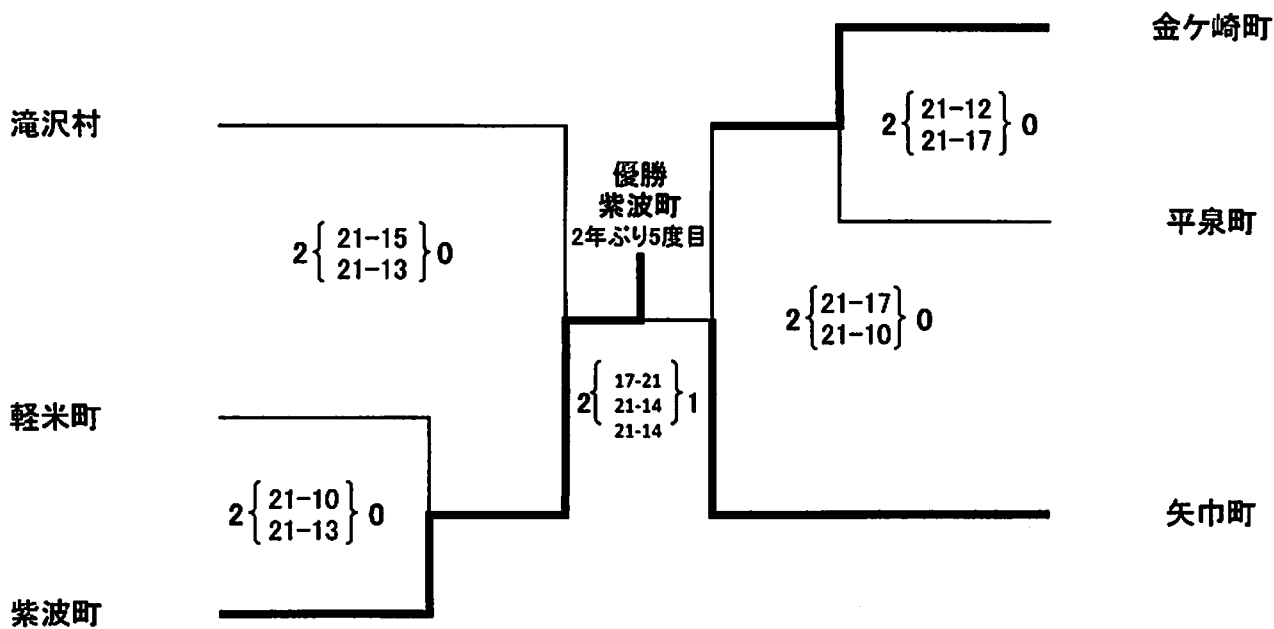 金ケ崎町
滝沢村
2 { 21-12 } 0
21-17
優勝
紫波町
2年ぶり5度目
平泉町
2 { 21-15 } 0
21-13
2 { 21-17 } 0
21-10
17-21
2 { 21-14 } 1
21-14
軽米町
2 { 21-10 } 0
21-13
矢巾町
紫波町